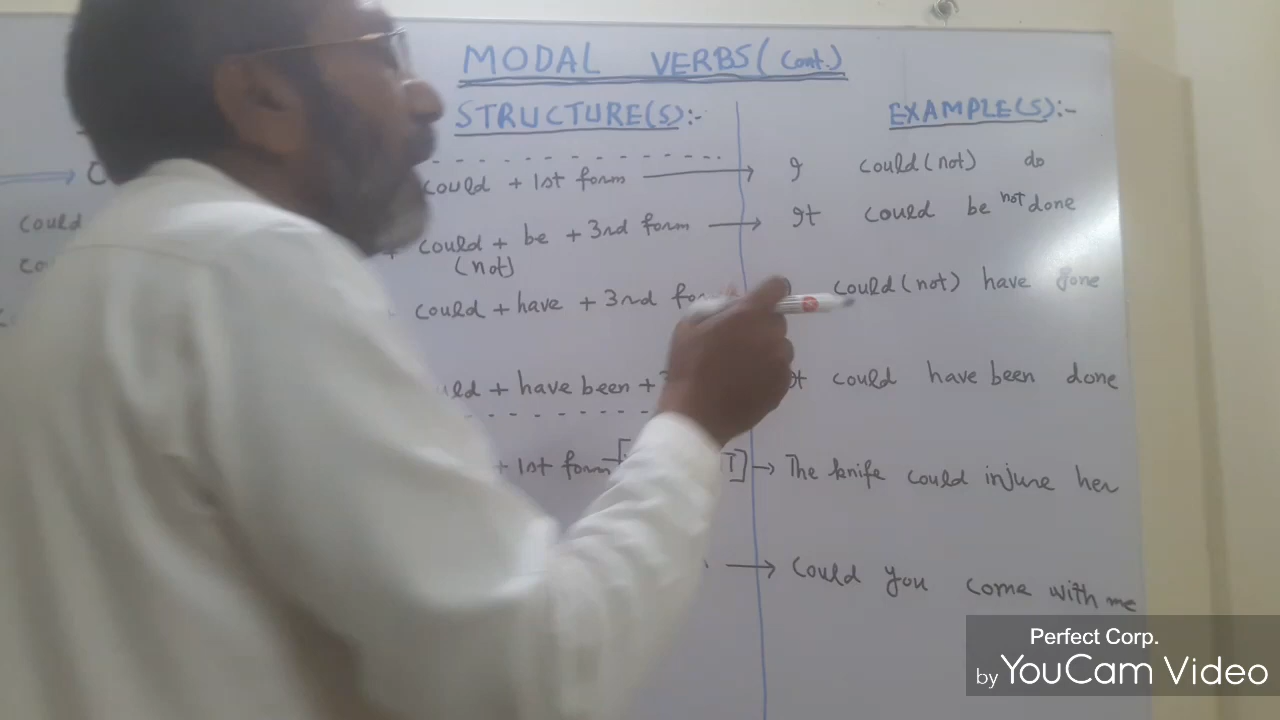 MODAL VERBS (Cont.)
STRUCTURE(S):- EXAMPLE(S):-
could + 1st form → I could (not) do
could
could + be + 3rd form → It could be not done
(not)
could + have + 3rd could (not) have gone
+ have been + It could have been done
+ 1st form → The knife could injure her
→ Could you come with me
Perfect Corp.
by YouCam Video